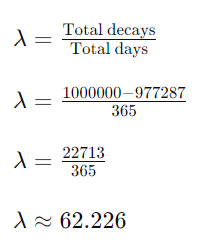 λ = Total decays / Total days
λ = 1000000−977287 / 365
λ = 22713 / 365
λ ≈ 62.226